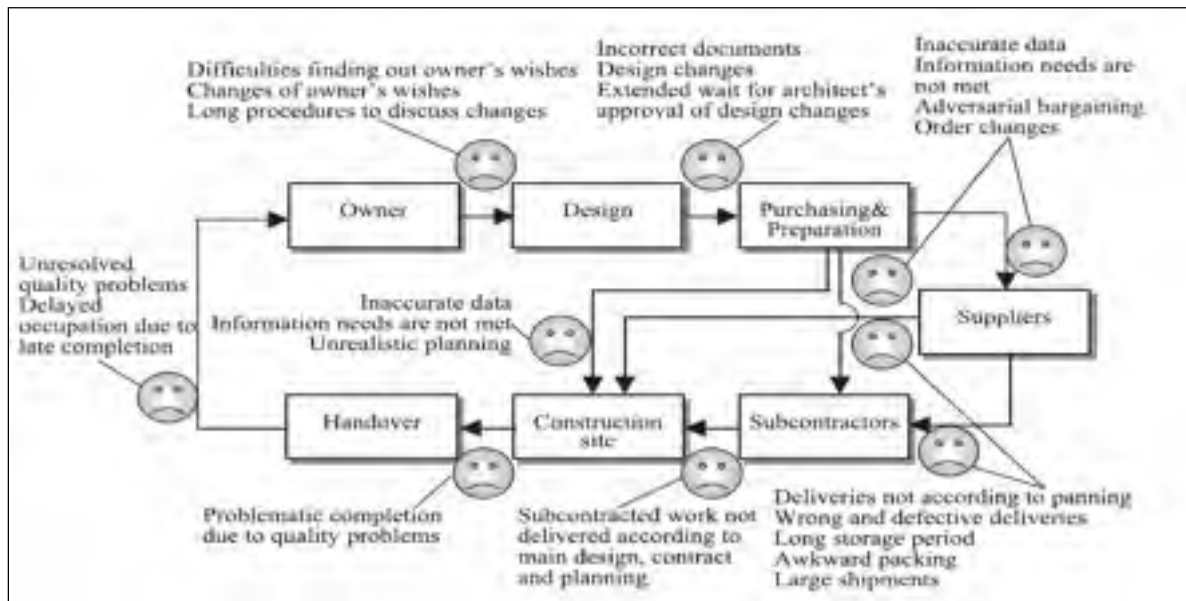 Difficulties finding out owner's wishes
Changes of owner's wishes
Long procedures to discuss changes
Incorrect documents
Design changes
Extended wait for architect's
approval of design changes
Inaccurate data
Information needs are
not met
Adversarial bargaining
Order changes
Owner
Design
Purchasing&
Preparation
Unresolved
quality problems
Delayed
occupation due to
late completion
Inaccurate data
Information needs are not met
Unrealistic planning
Suppliers
Handover
Construction
site
Subcontractors
Problematic completion
due to quality problems
Subcontracted work not
delivered according to
main design, contract
and planning
Deliveries not according to panning
Wrong and defective deliveries
Long storage period
Awkward packing
Large shipments